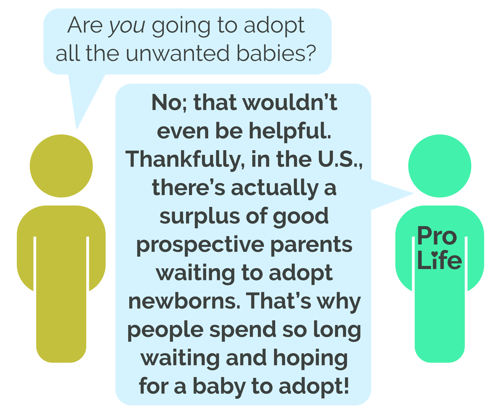 Are you going to adopt
all the unwanted babies?
No; that wouldn't
even be helpful.
Thankfully, in the U.S.,
there's actually a
surplus of good
prospective parents
waiting to adopt
newborns. That's why
people spend so long
waiting and hoping
for a baby to adopt!
Pro
Life